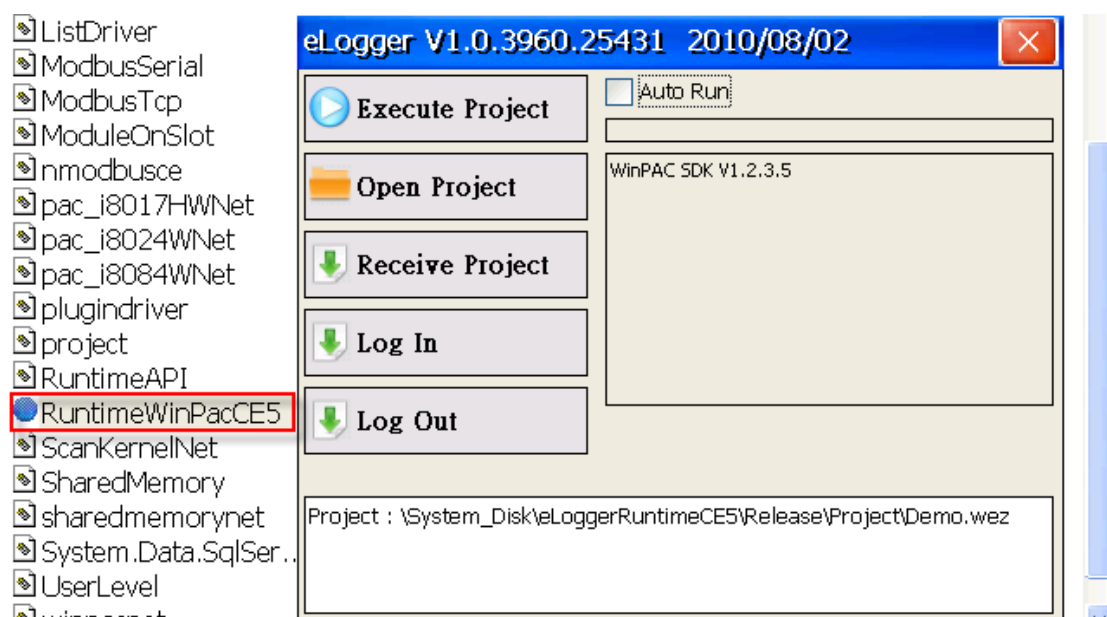 ListDriver
ModbusSerial
ModbusTcp
ModuleOnSlot
nmodbusce
pac_i8017HWNet
pac_i8024WNet
pac_i8084WNet
plugindriver
project
RuntimeAPI
RuntimeWinPacCE5
ScanKernelNet
SharedMemory
sharedmemorynet
System.Data.SqlSer...
UserLevel
eLogger V1.0.3960.25431 2010/08/02
Execute Project
Open Project
Receive Project
Log In
Log Out
Auto Run
WinPAC SDK V1.2.3.5
Project : \System_Disk\eLoggerRuntimeCE5\Release\Project\Demo.wez